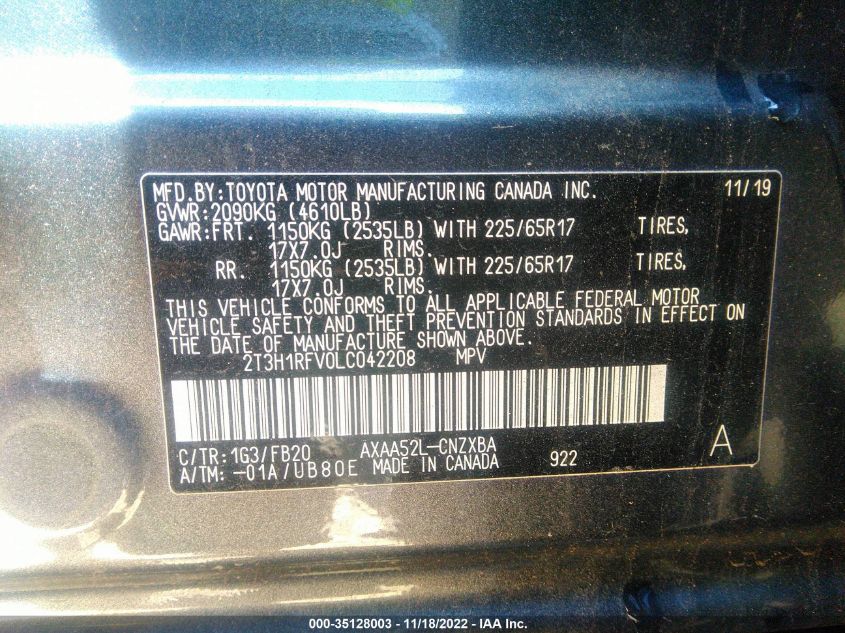 MFD.BY:TOYOTA MOTOR MANUFACTURING CANADA INC. 11/19
GVWR:2090KG (4610LB)
GAWR:FRT. 1150KG (2535LB) WITH 225/65R17 TIRES,
17X7.0J RIMS.
RR. 1150KG (2535LB) WITH 225/65R17 TIRES,
17X7.0J RIMS.
THIS VEHICLE CONFORMS TO ALL APPLICABLE FEDERAL MOTOR
VEHICLE SAFETY AND THEFT PREVENTION STANDARDS IN EFFECT ON
THE DATE OF MANUFACTURE SHOWN ABOVE.
2T3H1RFV0LC042208 MPV
C/TR:1G3/FB20 AXAA52L-CNZXBA A
A/TM:-01A/UB80E MADE IN CANADA 922
000-35128003 - 11/18/2022 - IAA Inc.